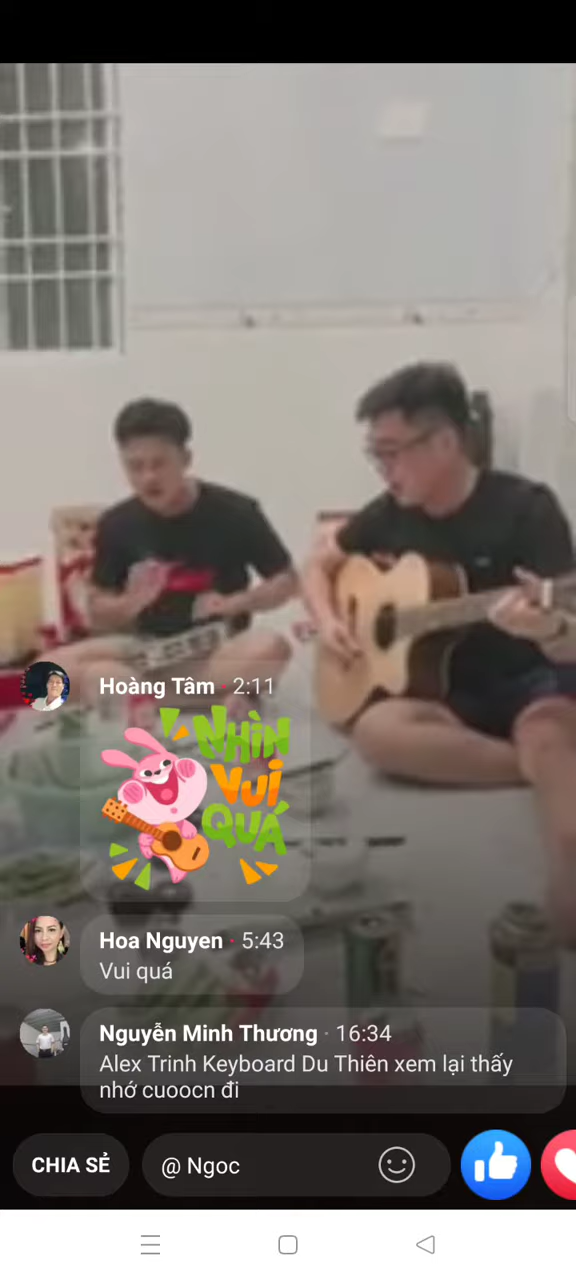 Hoàng Tâm · 2:11
NHÌN
VUI
QUÁ
Hoa Nguyen · 5:43
Vui quá
Nguyễn Minh Thương · 16:34
Alex Trinh Keyboard Du Thiên xem lại thấy
nhớ cuoocn đi
CHIA SẺ
@ Ngoc